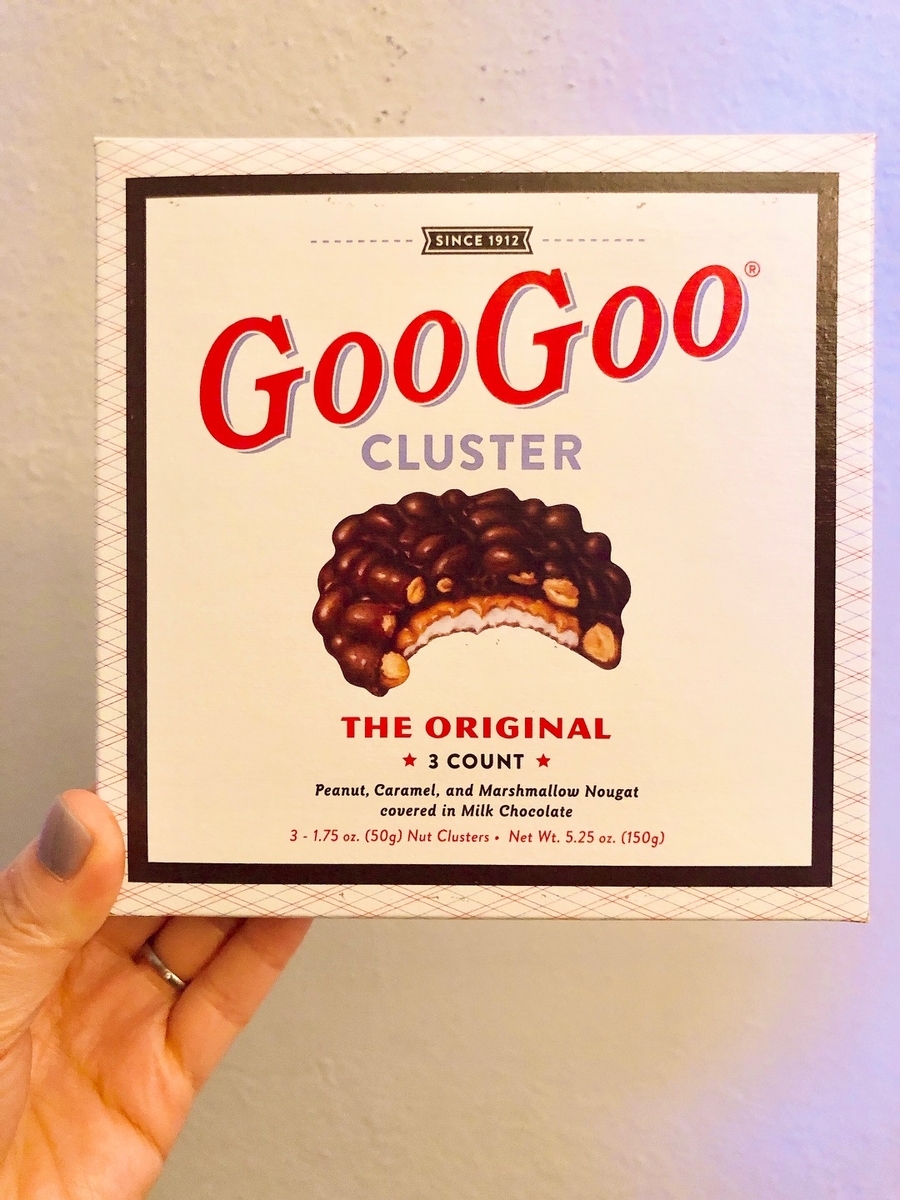 SINCE 1912
GooGoo®
CLUSTER
THE ORIGINAL
★ 3 COUNT ★
Peanut, Caramel, and Marshmallow Nougat
covered in Milk Chocolate
3 - 1.75 oz. (50g) Nut Clusters • Net Wt. 5.25 oz. (150g)